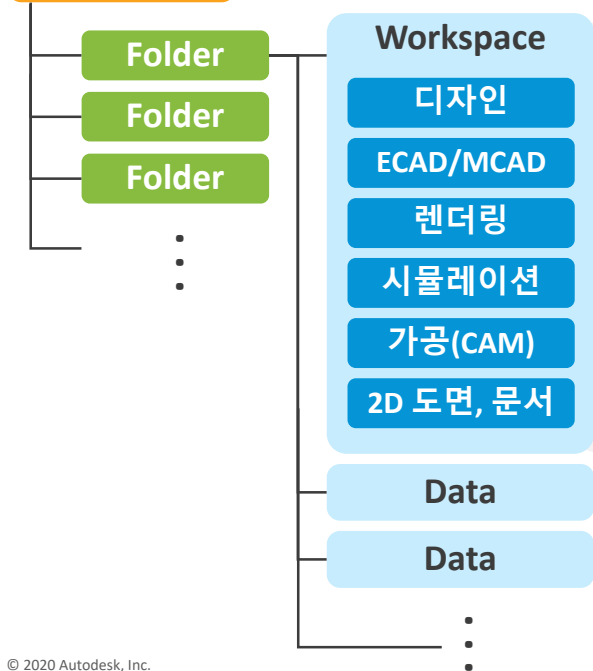 Folder
Folder
Folder
Workspace
디자인
ECAD/MCAD
렌더링
시뮬레이션
가공(CAM)
2D 도면, 문서
Data
Data
© 2020 Autodesk, Inc.